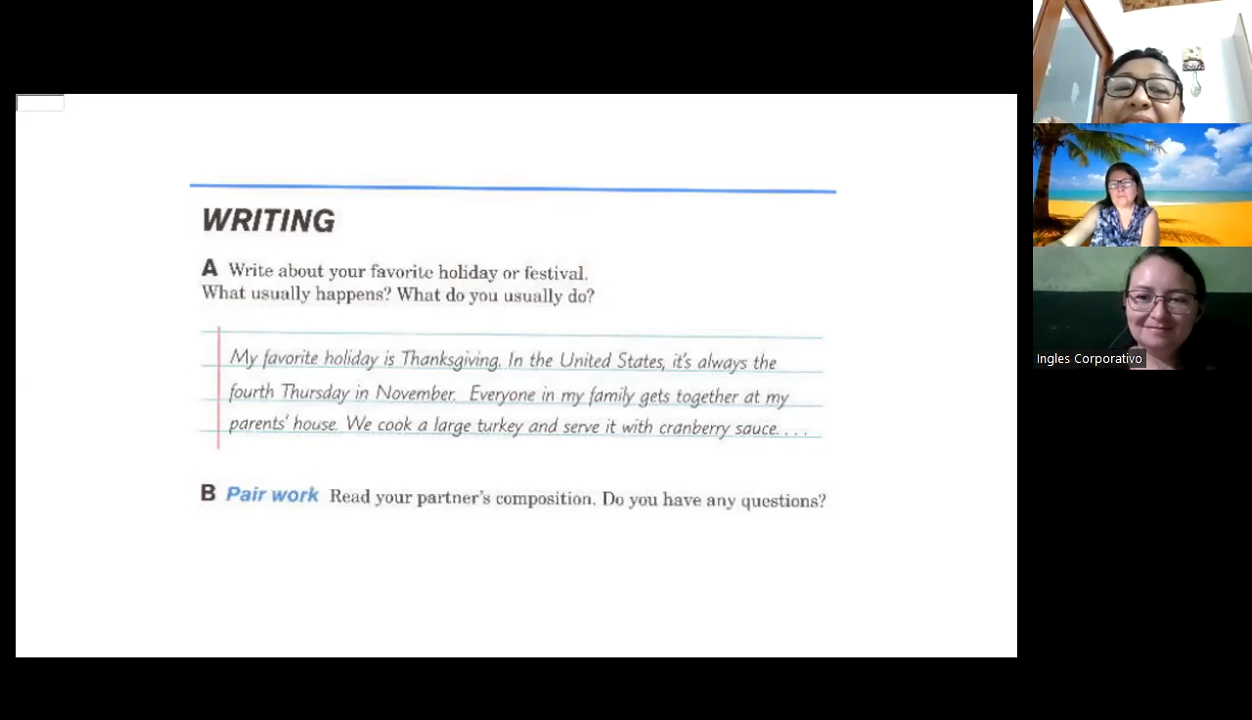 WRITING
A Write about your favorite holiday or festival.
What usually happens? What do you usually do?
My favorite holiday is Thanksgiving. In the United States, it's always the
fourth Thursday in November. Everyone in my family gets together at my
parents' house. We cook a large turkey and serve it with cranberry sauce. . . .
B Pair work Read your partner's composition. Do you have any questions?
Ingles Corporativo